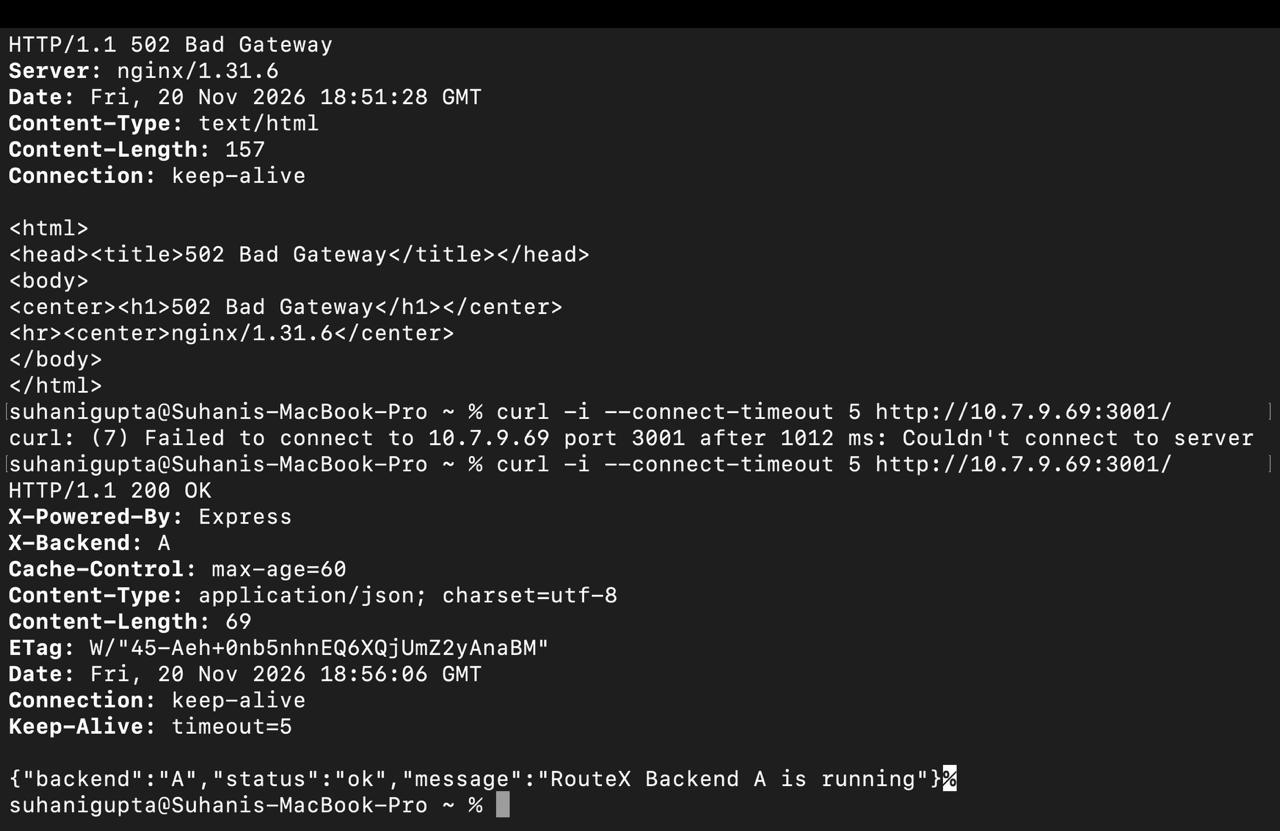 HTTP/1.1 502 Bad Gateway
Server: nginx/1.31.6
Date: Fri, 20 Nov 2026 18:51:28 GMT
Content-Type: text/html
Content-Length: 157
Connection: keep-alive

<html>
<head><title>502 Bad Gateway</title></head>
<body>
<center><h1>502 Bad Gateway</h1></center>
<hr><center>nginx/1.31.6</center>
</body>
</html>
[suhanigupta@Suhanis-MacBook-Pro ~ % curl -i --connect-timeout 5 http://10.7.9.69:3001/ ]
curl: (7) Failed to connect to 10.7.9.69 port 3001 after 1012 ms: Couldn't connect to server
[suhanigupta@Suhanis-MacBook-Pro ~ % curl -i --connect-timeout 5 http://10.7.9.69:3001/ ]
HTTP/1.1 200 OK
X-Powered-By: Express
X-Backend: A
Cache-Control: max-age=60
Content-Type: application/json; charset=utf-8
Content-Length: 69
ETag: W/"45-Aeh+0nb5nhnEQ6XQjUmZ2yAnaBM"
Date: Fri, 20 Nov 2026 18:56:06 GMT
Connection: keep-alive
Keep-Alive: timeout=5

{"backend":"A","status":"ok","message":"RouteX Backend A is running"}%
suhanigupta@Suhanis-MacBook-Pro ~ %